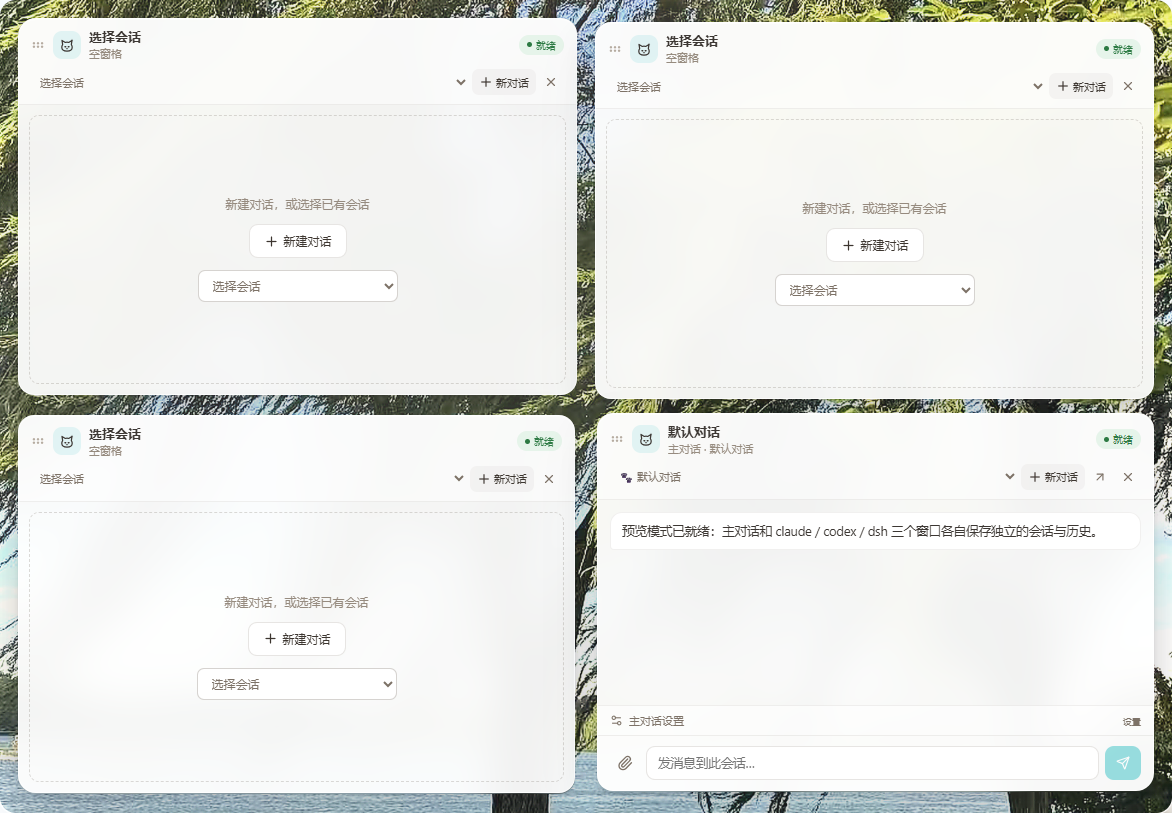 选择会话
空窗格
就绪
选择会话
新对话
新建对话，或选择已有会话
新建对话
选择会话
选择会话
空窗格
就绪
选择会话
新对话
新建对话，或选择已有会话
新建对话
选择会话
选择会话
空窗格
就绪
选择会话
新对话
新建对话，或选择已有会话
新建对话
选择会话
默认对话
主对话 · 默认对话
就绪
默认对话
新对话
预览模式已就绪：主对话和 claude / codex / dsh 三个窗口各自保存独立的会话与历史。
主对话设置
设置
发消息到此会话...